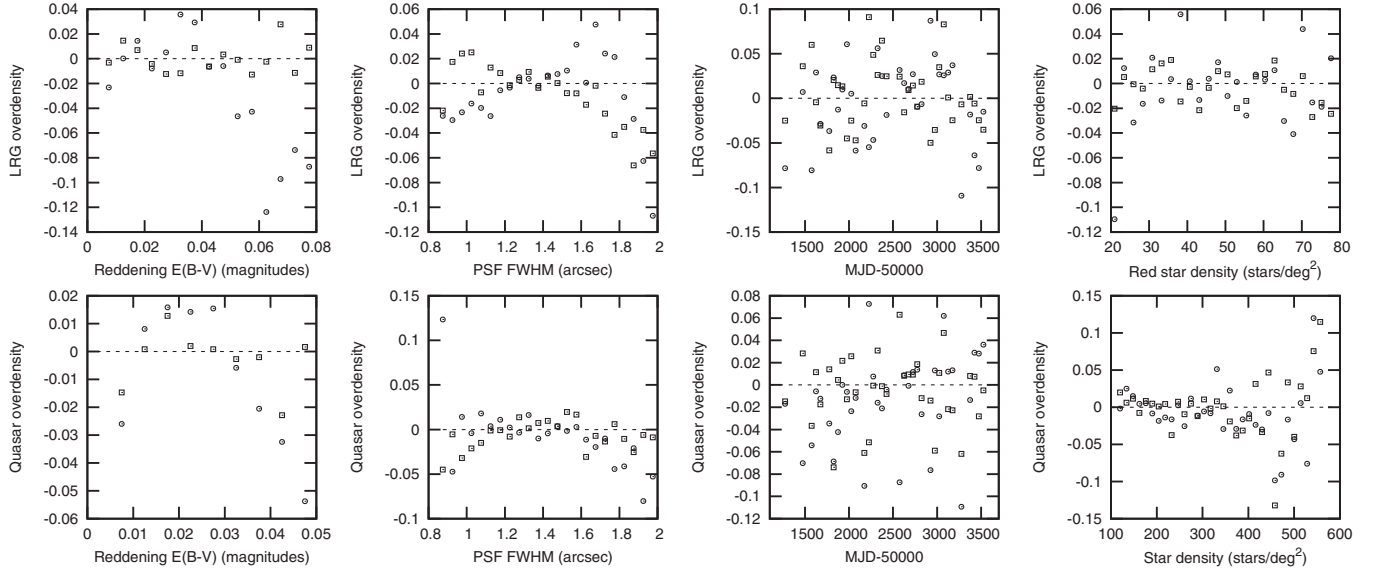 0.04
0.02
0
-0.02
-0.04
-0.06
-0.08
-0.1
-0.12
-0.14
LRG overdensity
0 0.02 0.04 0.06 0.08
Reddening E(B-V) (magnitudes)
0.06
0.04
0.02
0
-0.02
-0.04
-0.06
-0.08
-0.1
-0.12
LRG overdensity
0.8 1 1.2 1.4 1.6 1.8 2
PSF FWHM (arcsec)
0.1
0.05
0
-0.05
-0.1
-0.15
LRG overdensity
1500 2000 2500 3000 3500
MJD-50000
0.06
0.04
0.02
0
-0.02
-0.04
-0.06
-0.08
-0.1
-0.12
LRG overdensity
20 30 40 50 60 70 80
Red star density (stars/deg²)
0.02
0.01
0
-0.01
-0.02
-0.03
-0.04
-0.05
-0.06
Quasar overdensity
0 0.01 0.02 0.03 0.04 0.05
Reddening E(B-V) (magnitudes)
0.15
0.1
0.05
0
-0.05
-0.1
Quasar overdensity
0.8 1 1.2 1.4 1.6 1.8 2
PSF FWHM (arcsec)
0.08
0.06
0.04
0.02
0
-0.02
-0.04
-0.06
-0.08
-0.1
-0.12
Quasar overdensity
1500 2000 2500 3000 3500
MJD-50000
0.15
0.1
0.05
0
-0.05
-0.1
-0.15
Quasar overdensity
100 200 300 400 500 600
Star density (stars/deg²)